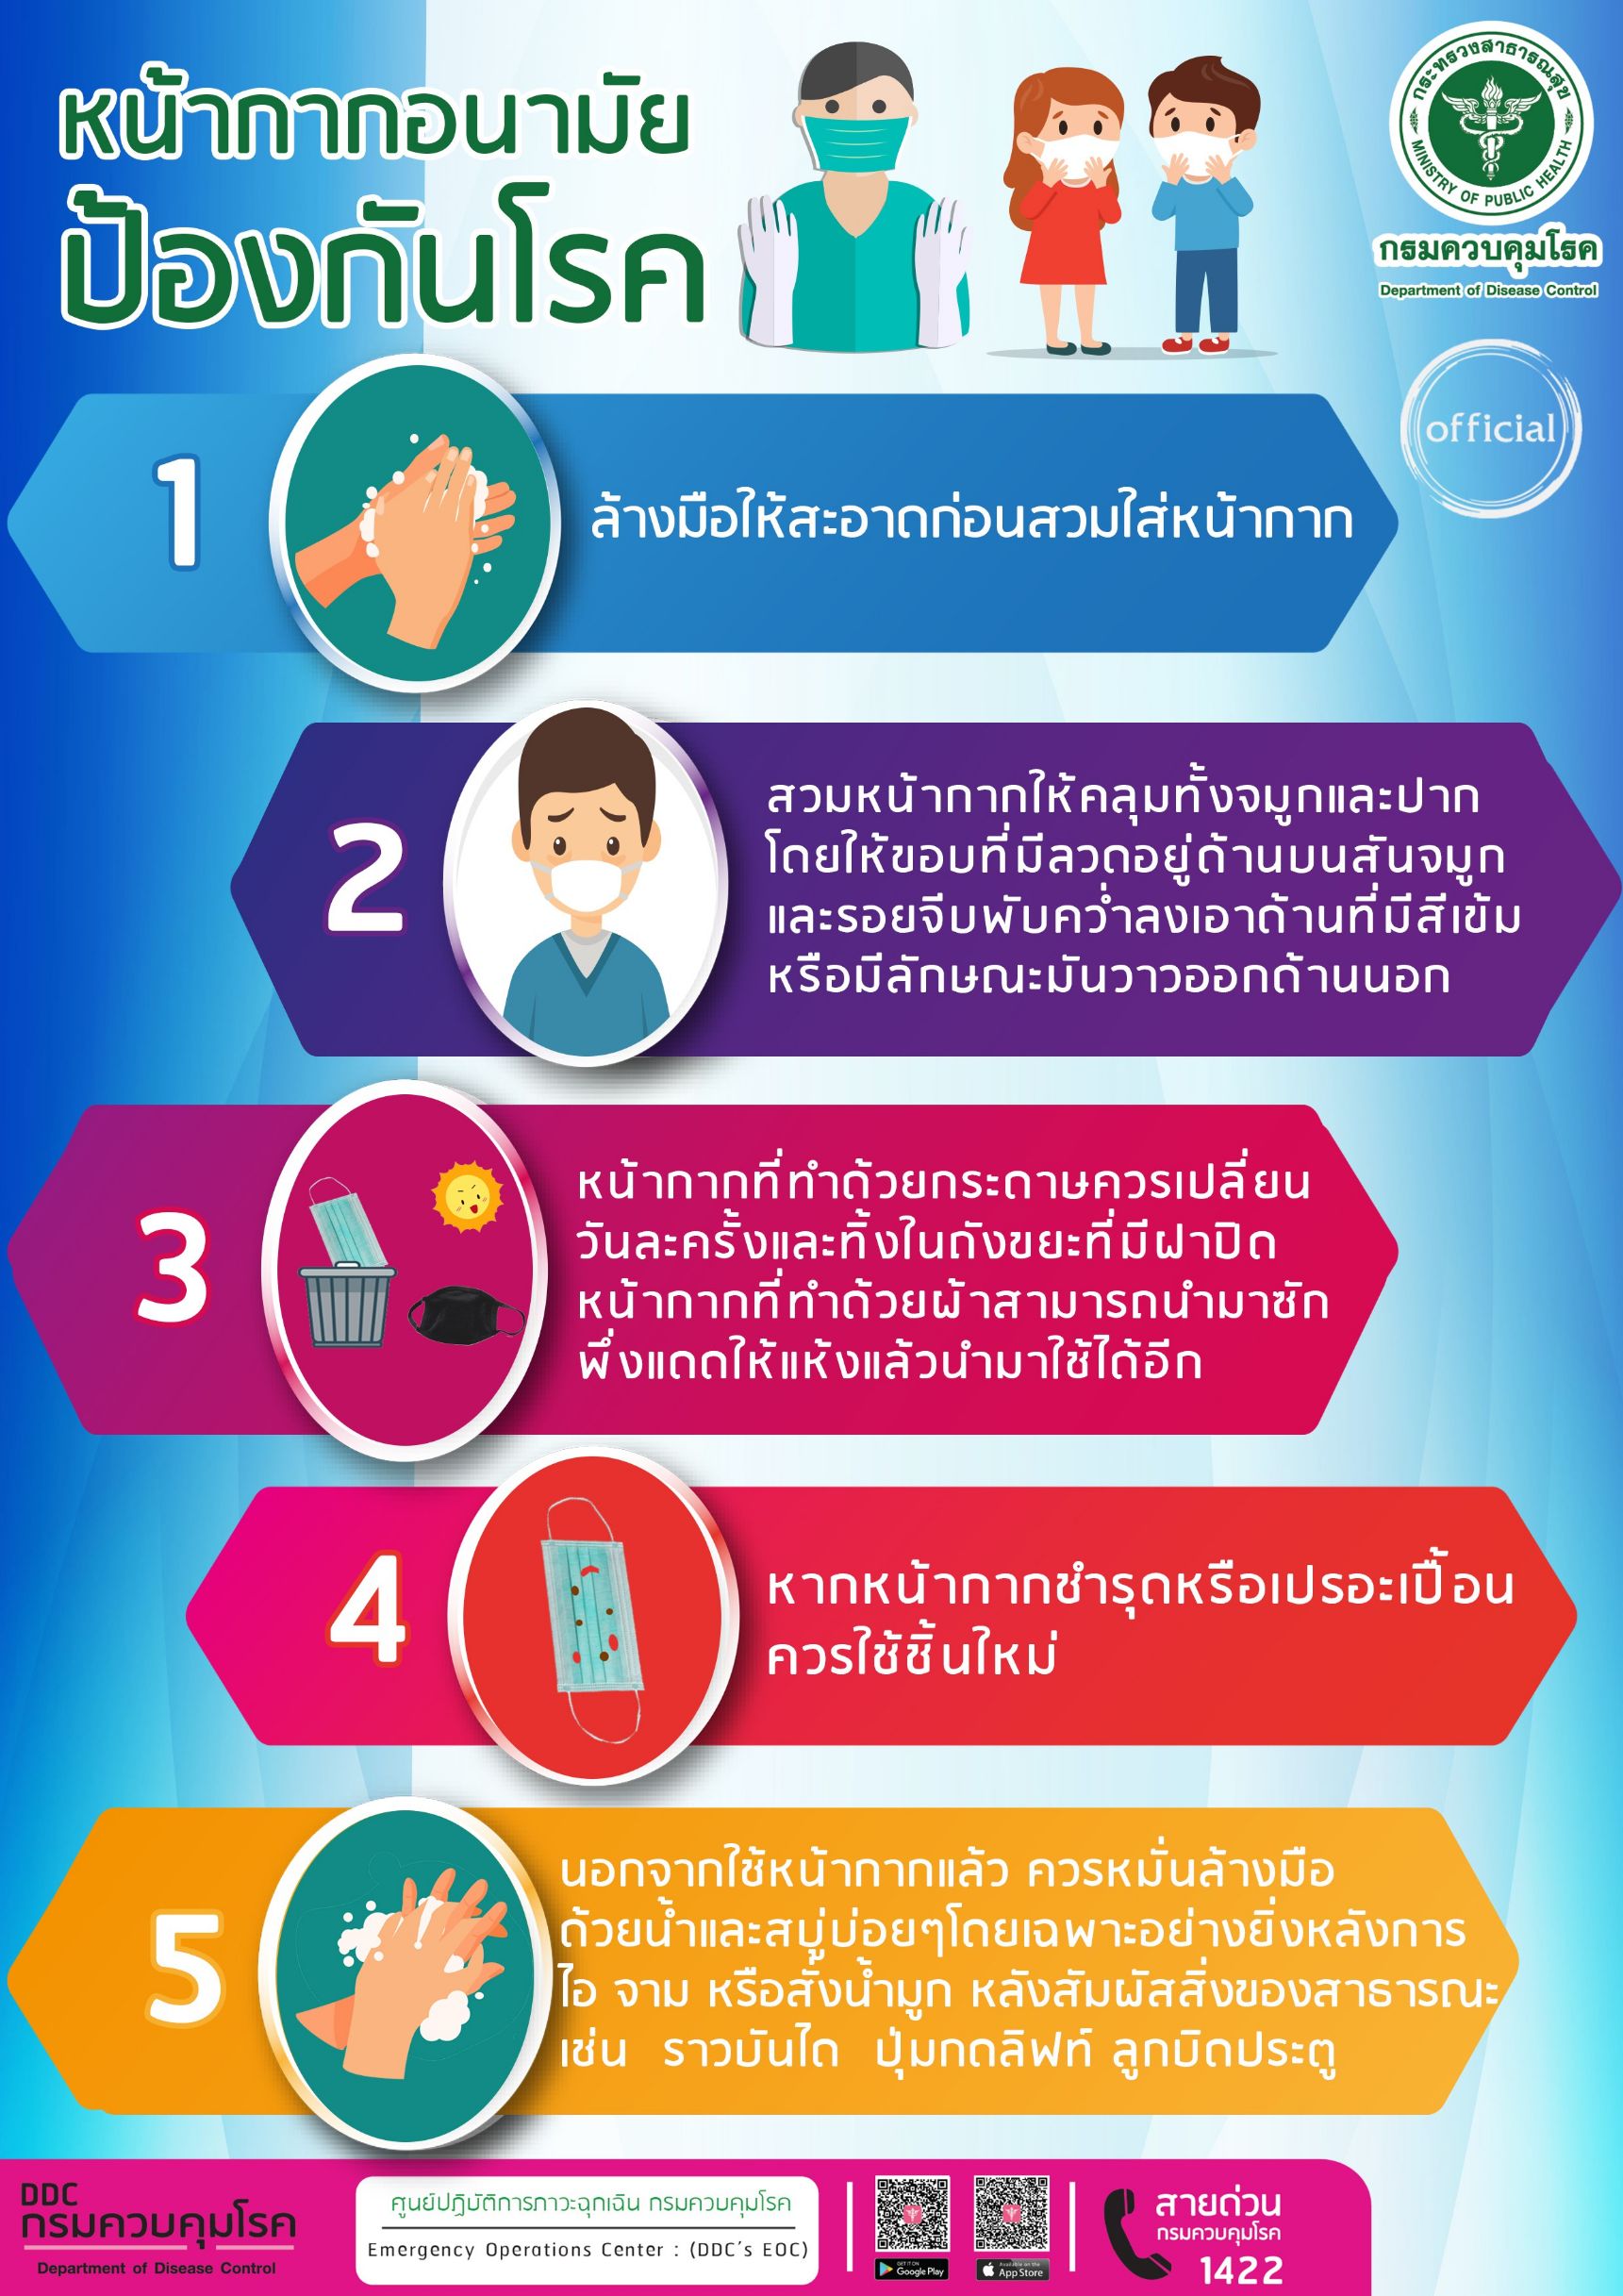 หน้ากากอนามัย
ป้องกันโรค
กระทรวงสาธารณสุข
MINISTRY OF PUBLIC HEALTH
กรมควบคุมโรค
Department of Disease Control
official
1
ล้างมือให้สะอาดก่อนสวมใส่หน้ากาก
2
สวมหน้ากากให้คลุมทั้งจมูกและปาก
โดยให้ขอบที่มีลวดอยู่ด้านบนสันจมูก
และรอยจีบพับคว่ำลงเอาด้านที่มีสีเข้ม
หรือมีลักษณะมันวาวออกด้านนอก
3
หน้ากากที่ทำด้วยกระดาษควรเปลี่ยน
วันละครั้งและทิ้งในถังขยะที่มีฝาปิด
หน้ากากที่ทำด้วยผ้าสามารถนำมาซัก
พึ่งแดดให้แห้งแล้วนำมาใช้ได้อีก
4
หากหน้ากากชำรุดหรือเปรอะเปื้อน
ควรใช้ชิ้นใหม่
5
นอกจากใช้หน้ากากแล้ว ควรหมั่นล้างมือ
ด้วยน้ำและสบู่บ่อยๆโดยเฉพาะอย่างยิ่งหลังการ
ไอ จาม หรือสั่งน้ำมูก หลังสัมผัสสิ่งของสาธารณะ
เช่น ราวบันได ปุ่มกดลิฟท์ ลูกบิดประตู
DDC
กรมควบคุมโรค
Department of Disease Control
ศูนย์ปฏิบัติการภาวะฉุกเฉิน กรมควบคุมโรค
Emergency Operations Center : (DDC's EOC)
GET IT ON
Google Play
Available on the
App Store
สายด่วน
กรมควบคุมโรค
1422